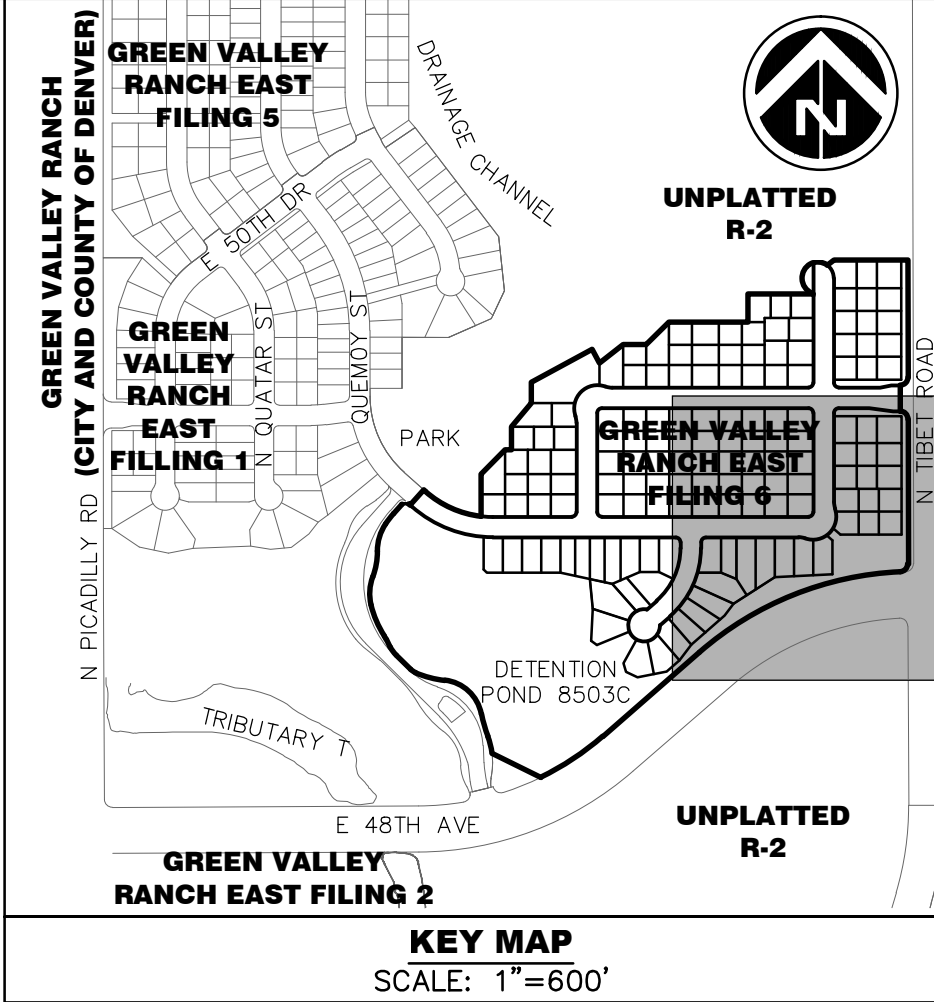 GREEN VALLEY RANCH
(CITY AND COUNTY OF DENVER)
GREEN VALLEY
RANCH EAST
FILING 5
DRAINAGE CHANNEL
N
UNPLATTED
R-2
E 50TH DR
GREEN
VALLEY
RANCH
EAST
FILLING 1
N QUATAR ST
QUEMOY ST
PARK
GREEN VALLEY
RANCH EAST
FILING 6
N TIBET ROAD
N PICADILLY RD
DETENTION
POND 8503C
TRIBUTARY T
E 48TH AVE
UNPLATTED
R-2
GREEN VALLEY
RANCH EAST FILING 2
KEY MAP
SCALE: 1"=600'